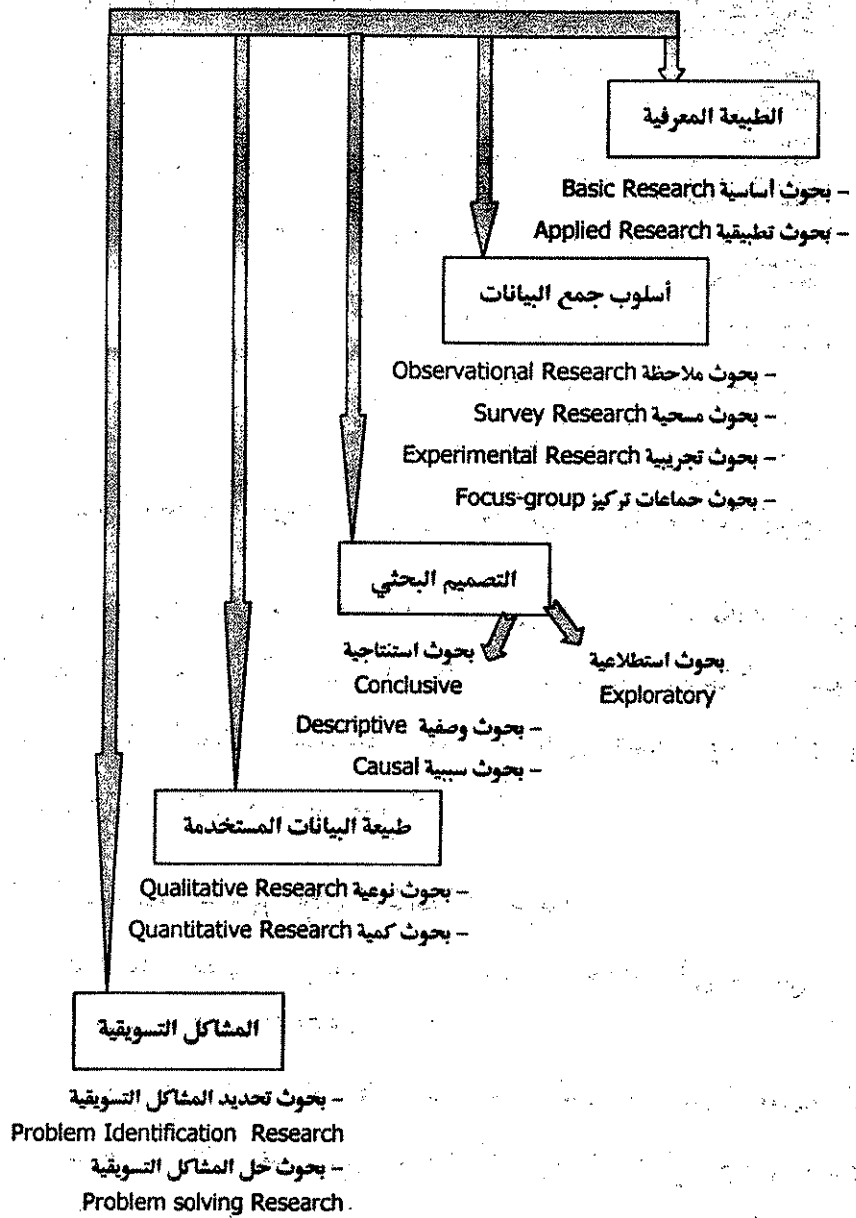 الطبيعة المعرفية
– بحوث أساسية Basic Research
– بحوث تطبيقية Applied Research
أسلوب جمع البيانات
– بحوث ملاحظة Observational Research
– بحوث مسحية Survey Research
– بحوث تجريبية Experimental Research
– بحوث حماعات تركيز Focus-group
التصميم البحثي
بحوث استطلاعية
Exploratory
بحوث استنتاجية
Conclusive
– بحوث وصفية Descriptive
– بحوث سببية Causal
طبيعة البيانات المستخدمة
– بحوث نوعية Qualitative Research
– بحوث كمية Quantitative Research
المشاكل التسويقية
– بحوث تحديد المشاكل التسويقية
Problem Identification Research
– بحوث حل المشاكل التسويقية
Problem solving Research